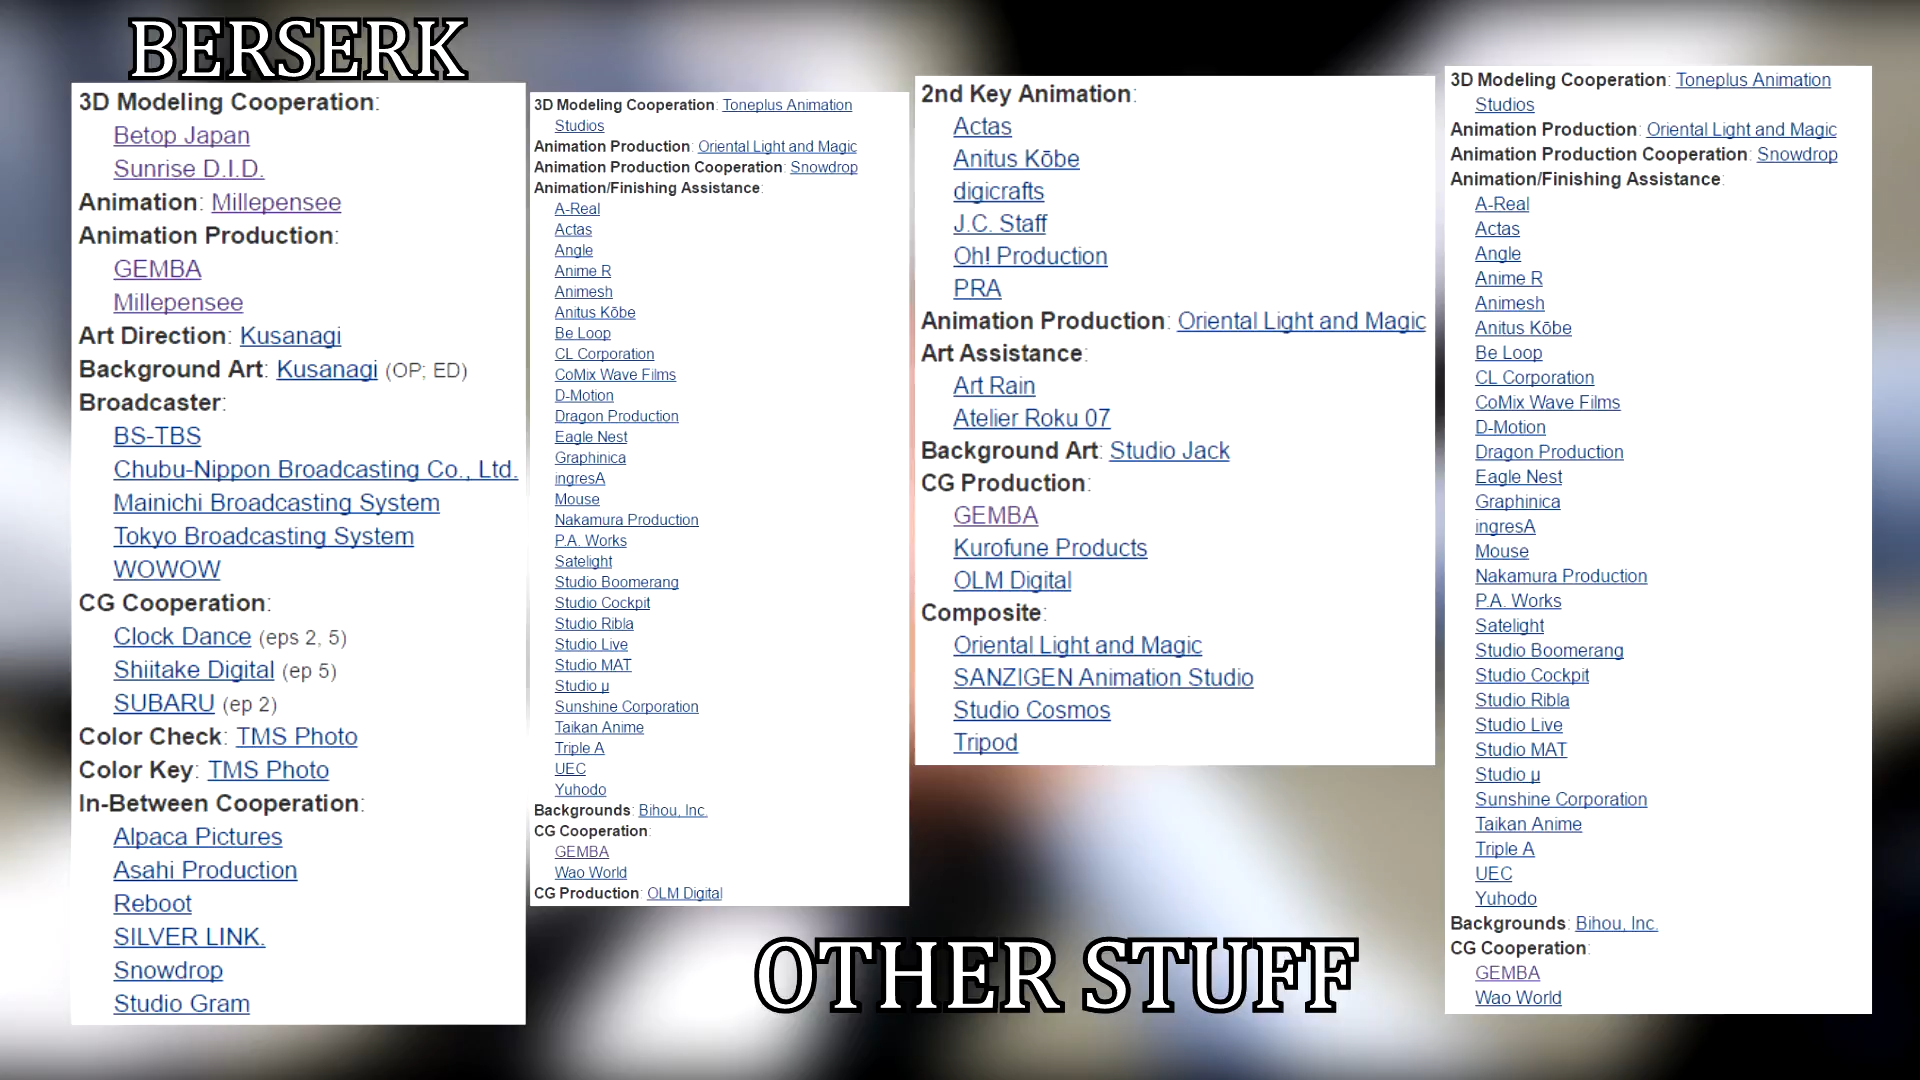 BERSERK
3D Modeling Cooperation:
Betop Japan
Sunrise D.I.D.
Animation: Millepensee
Animation Production:
GEMBA
Millepensee
Art Direction: Kusanagi
Background Art: Kusanagi (OP; ED)
Broadcaster:
BS-TBS
Chubu-Nippon Broadcasting Co., Ltd.
Mainichi Broadcasting System
Tokyo Broadcasting System
WOWOW
CG Cooperation:
Clock Dance (eps 2, 5)
Shiitake Digital (ep 5)
SUBARU (ep 2)
Color Check: TMS Photo
Color Key: TMS Photo
In-Between Cooperation:
Alpaca Pictures
Asahi Production
Reboot
SILVER LINK.
Snowdrop
Studio Gram
3D Modeling Cooperation: Toneplus Animation
Studios
Animation Production: Oriental Light and Magic
Animation Production Cooperation: Snowdrop
Animation/Finishing Assistance:
A-Real
Actas
Angle
Anime R
Animesh
Anitus Kōbe
Be Loop
CL Corporation
CoMix Wave Films
D-Motion
Dragon Production
Eagle Nest
Graphinica
ingresA
Mouse
Nakamura Production
P.A. Works
Satelight
Studio Boomerang
Studio Cockpit
Studio Ribla
Studio Live
Studio MAT
Studio µ
Sunshine Corporation
Taikan Anime
Triple A
UEC
Yuhodo
Backgrounds: Bihou, Inc.
CG Cooperation:
GEMBA
Wao World
CG Production: OLM Digital
2nd Key Animation:
Actas
Anitus Kōbe
digicrafts
J.C. Staff
Oh! Production
PRA
Animation Production: Oriental Light and Magic
Art Assistance:
Art Rain
Atelier Roku 07
Background Art: Studio Jack
CG Production:
GEMBA
Kurofune Products
OLM Digital
Composite:
Oriental Light and Magic
SANZIGEN Animation Studio
Studio Cosmos
Tripod
3D Modeling Cooperation: Toneplus Animation
Studios
Animation Production: Oriental Light and Magic
Animation Production Cooperation: Snowdrop
Animation/Finishing Assistance:
A-Real
Actas
Angle
Anime R
Animesh
Anitus Kōbe
Be Loop
CL Corporation
CoMix Wave Films
D-Motion
Dragon Production
Eagle Nest
Graphinica
ingresA
Mouse
Nakamura Production
P.A. Works
Satelight
Studio Boomerang
Studio Cockpit
Studio Ribla
Studio Live
Studio MAT
Studio µ
Sunshine Corporation
Taikan Anime
Triple A
UEC
Yuhodo
Backgrounds: Bihou, Inc.
CG Cooperation:
GEMBA
Wao World
OTHER STUFF